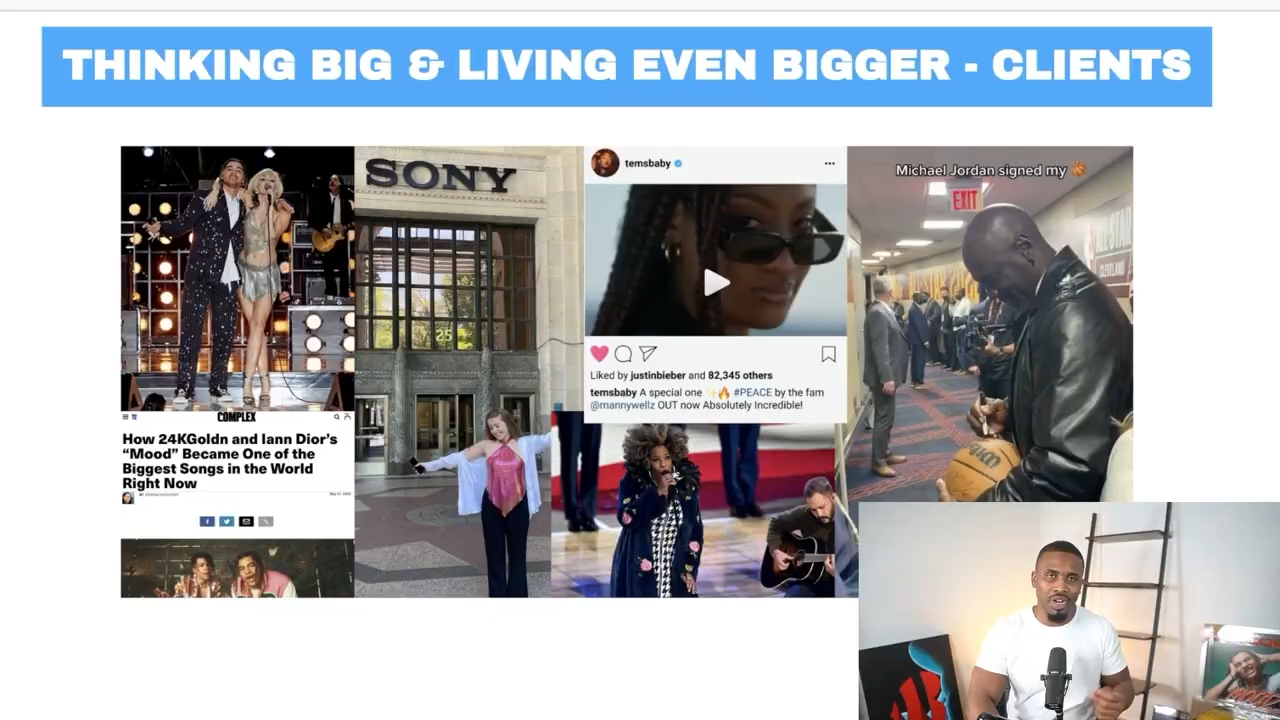 THINKING BIG & LIVING EVEN BIGGER - CLIENTS
SONY
25
COMPLEX
How 24KGoldn and Iann Dior's
"Mood" Became One of the
Biggest Songs in the World
Right Now
temsbaby
Liked by justinbieber and 82,345 others
temsbaby A special one ✨🔥 #PEACE by the fam
@mannywellz OUT now Absolutely Incredible!
Michael Jordan signed my 🏀
EXIT
CLEVELAND